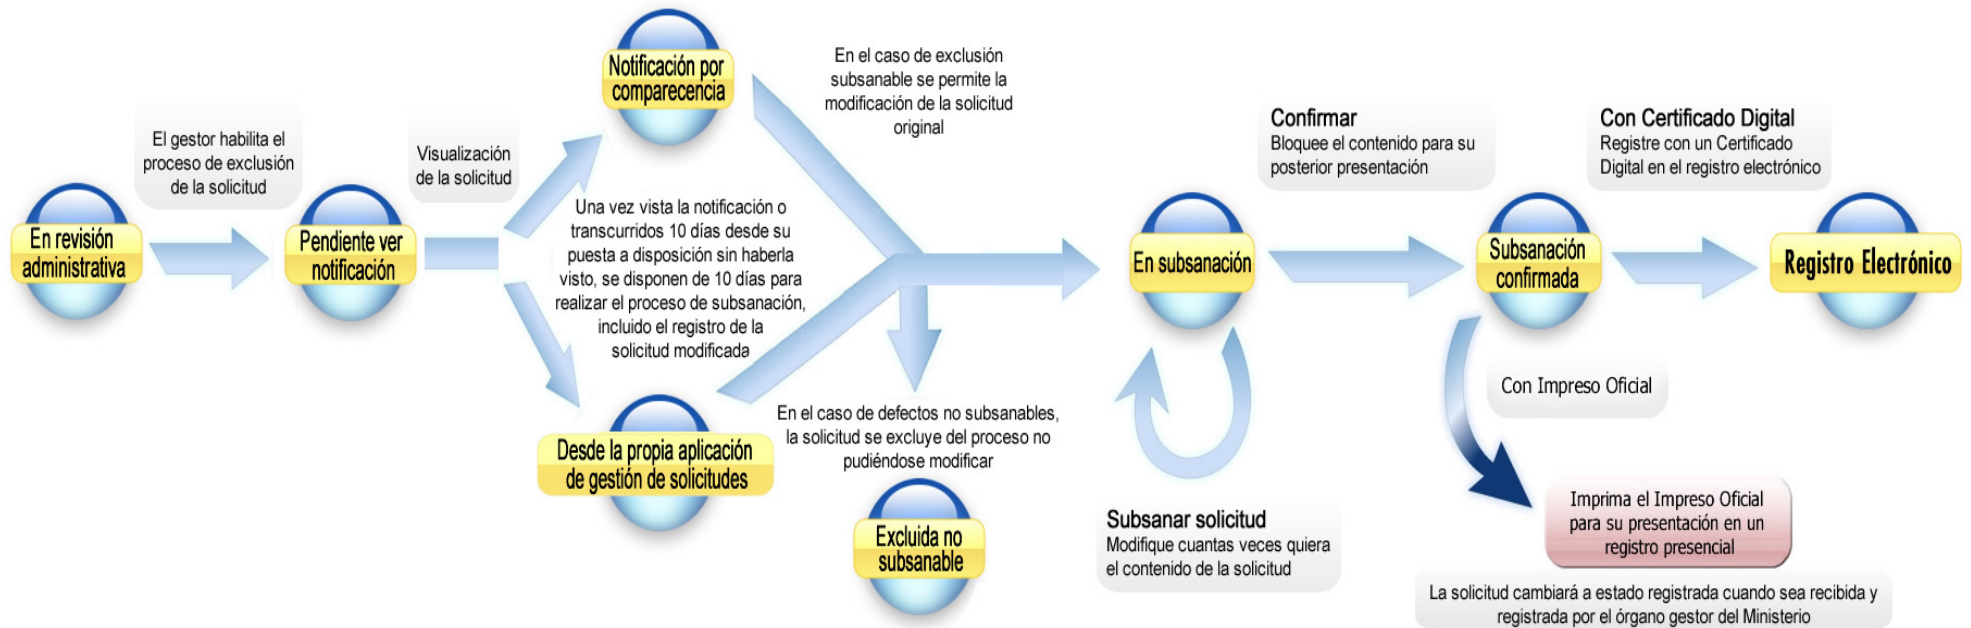 En revisión
administrativa
El gestor habilita el
proceso de exclusión
de la solicitud
Pendiente ver
notificación
Visualización
de la solicitud
Notificación por
comparecencia
Una vez vista la notificación o
transcurridos 10 días desde su
puesta a disposición sin haberla
visto, se disponen de 10 días para
realizar el proceso de subsanación,
incluido el registro de la
solicitud modificada
Desde la propia aplicación
de gestión de solicitudes
En el caso de exclusión
subsanable se permite la
modificación de la solicitud
original
En el caso de defectos no subsanables,
la solicitud se excluye del proceso no
pudiéndose modificar
Excluida no
subsanable
En subsanación
Subsanar solicitud
Modifique cuantas veces quiera
el contenido de la solicitud
Confirmar
Bloquee el contenido para su
posterior presentación
Subsanación
confirmada
Con Certificado Digital
Registre con un Certificado
Digital en el registro electrónico
Registro Electrónico
Con Impreso Oficial
Imprima el Impreso Oficial
para su presentación en un
registro presencial
La solicitud cambiará a estado registrada cuando sea recibida y
registrada por el órgano gestor del Ministerio